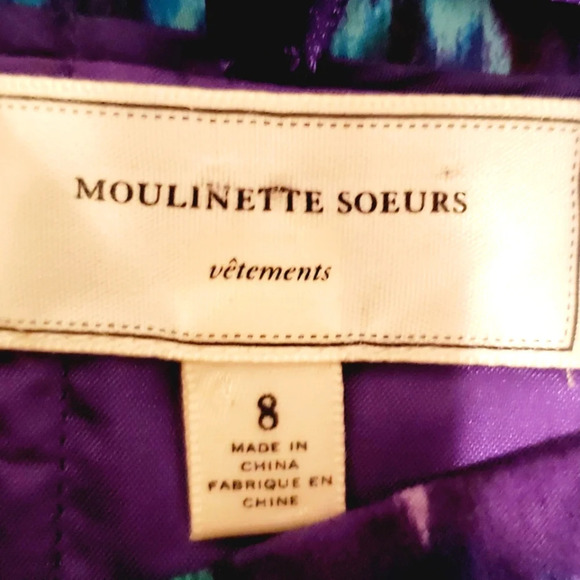 MOULINETTE SOEURS
vêtements
8
MADE IN
CHINA
FABRIQUE EN
CHINE